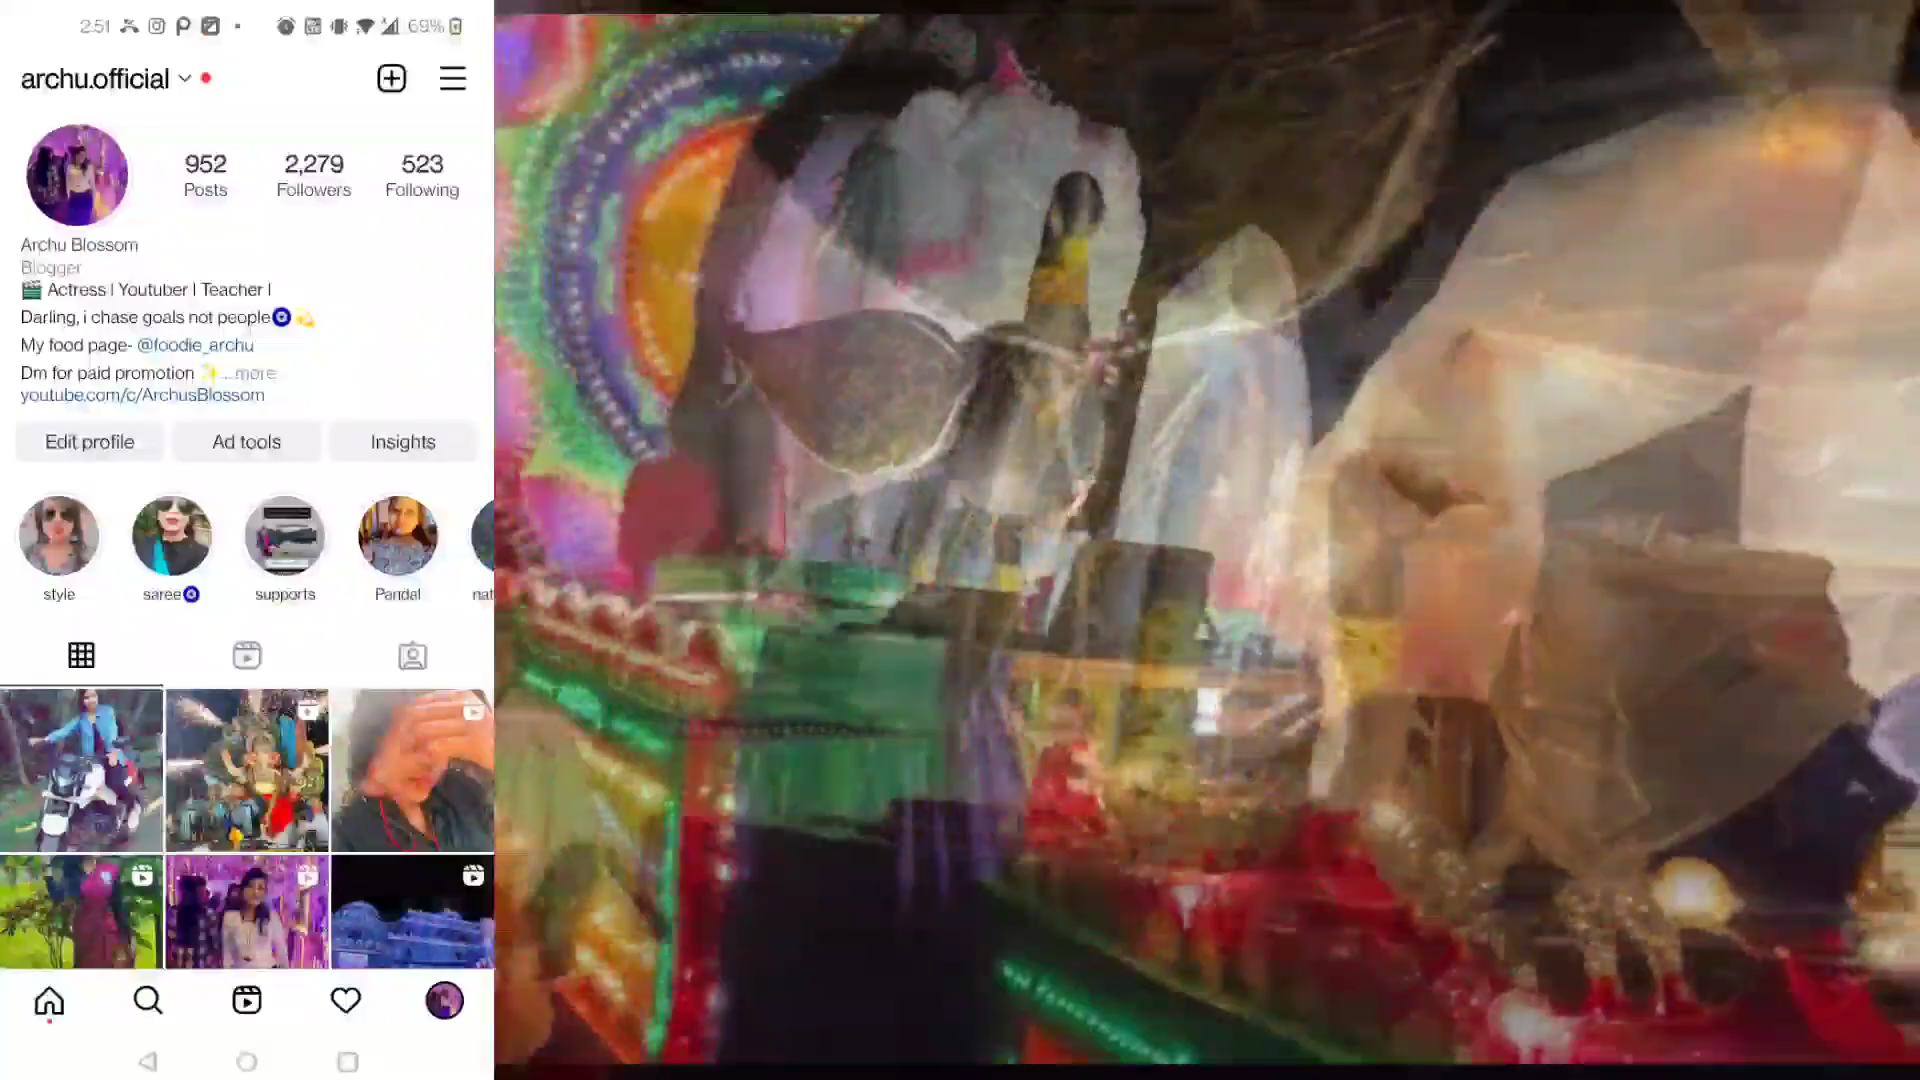 2:51 69%
archu.official
952 2,279 523
Posts Followers Following
Archu Blossom
Blogger
🎬 Actress | Youtuber | Teacher |
Darling, i chase goals not people🧿 💫
My food page- @foodie_archu
Dm for paid promotion ✨ ...more
youtube.com/c/ArchusBlossom
Edit profile Ad tools Insights
style saree🧿 supports Pandal nat